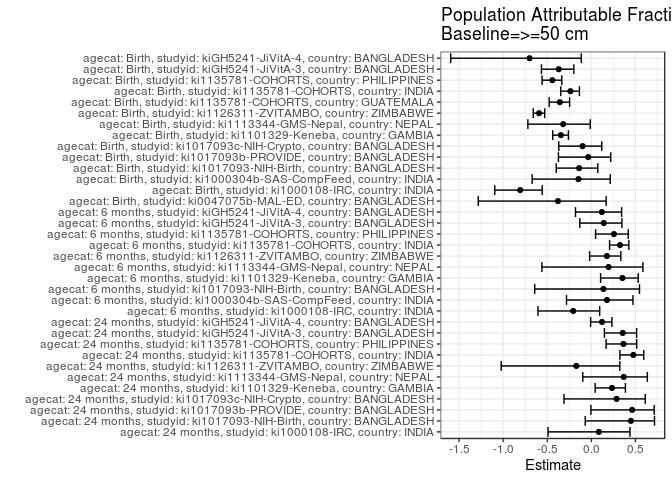 Population Attributable Fracti
Baseline=>=50 cm
agecat: Birth, studyid: kiGH5241-JiVitA-4, country: BANGLADESH
agecat: Birth, studyid: kiGH5241-JiVitA-3, country: BANGLADESH
agecat: Birth, studyid: ki1135781-COHORTS, country: PHILIPPINES
agecat: Birth, studyid: ki1135781-COHORTS, country: INDIA
agecat: Birth, studyid: ki1135781-COHORTS, country: GUATEMALA
agecat: Birth, studyid: ki1126311-ZVITAMBO, country: ZIMBABWE
agecat: Birth, studyid: ki1113344-GMS-Nepal, country: NEPAL
agecat: Birth, studyid: ki1101329-Keneba, country: GAMBIA
agecat: Birth, studyid: ki1017093c-NIH-Crypto, country: BANGLADESH
agecat: Birth, studyid: ki1017093b-PROVIDE, country: BANGLADESH
agecat: Birth, studyid: ki1017093-NIH-Birth, country: BANGLADESH
agecat: Birth, studyid: ki1000304b-SAS-CompFeed, country: INDIA
agecat: Birth, studyid: ki1000108-IRC, country: INDIA
agecat: Birth, studyid: ki0047075b-MAL-ED, country: BANGLADESH
agecat: 6 months, studyid: kiGH5241-JiVitA-4, country: BANGLADESH
agecat: 6 months, studyid: kiGH5241-JiVitA-3, country: BANGLADESH
agecat: 6 months, studyid: ki1135781-COHORTS, country: PHILIPPINES
agecat: 6 months, studyid: ki1135781-COHORTS, country: INDIA
agecat: 6 months, studyid: ki1126311-ZVITAMBO, country: ZIMBABWE
agecat: 6 months, studyid: ki1113344-GMS-Nepal, country: NEPAL
agecat: 6 months, studyid: ki1101329-Keneba, country: GAMBIA
agecat: 6 months, studyid: ki1017093-NIH-Birth, country: BANGLADESH
agecat: 6 months, studyid: ki1000304b-SAS-CompFeed, country: INDIA
agecat: 6 months, studyid: ki1000108-IRC, country: INDIA
agecat: 24 months, studyid: kiGH5241-JiVitA-4, country: BANGLADESH
agecat: 24 months, studyid: kiGH5241-JiVitA-3, country: BANGLADESH
agecat: 24 months, studyid: ki1135781-COHORTS, country: PHILIPPINES
agecat: 24 months, studyid: ki1135781-COHORTS, country: INDIA
agecat: 24 months, studyid: ki1126311-ZVITAMBO, country: ZIMBABWE
agecat: 24 months, studyid: ki1113344-GMS-Nepal, country: NEPAL
agecat: 24 months, studyid: ki1101329-Keneba, country: GAMBIA
agecat: 24 months, studyid: ki1017093c-NIH-Crypto, country: BANGLADESH
agecat: 24 months, studyid: ki1017093b-PROVIDE, country: BANGLADESH
agecat: 24 months, studyid: ki1017093-NIH-Birth, country: BANGLADESH
agecat: 24 months, studyid: ki1000108-IRC, country: INDIA
-1.5 -1.0 -0.5 0.0 0.5
Estimate